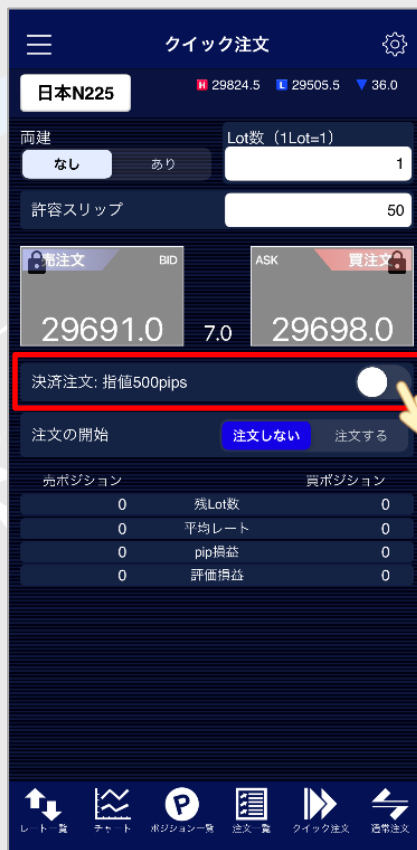 クイック注文
日本N225
H 29824.5 L 29505.5 ▼ 36.0
両建
Lot数（1Lot=1）
なし あり
1
許容スリップ
50
売注文 BID
ASK 買注文
29691.0 7.0 29698.0
決済注文: 指値500pips
注文の開始
注文しない 注文する
売ポジション 買ポジション
0 残Lot数 0
0 平均レート 0
0 pip損益 0
0 評価損益 0
P
レート一覧 チャート ポジション一覧 注文一覧 クイック注文 通常注文